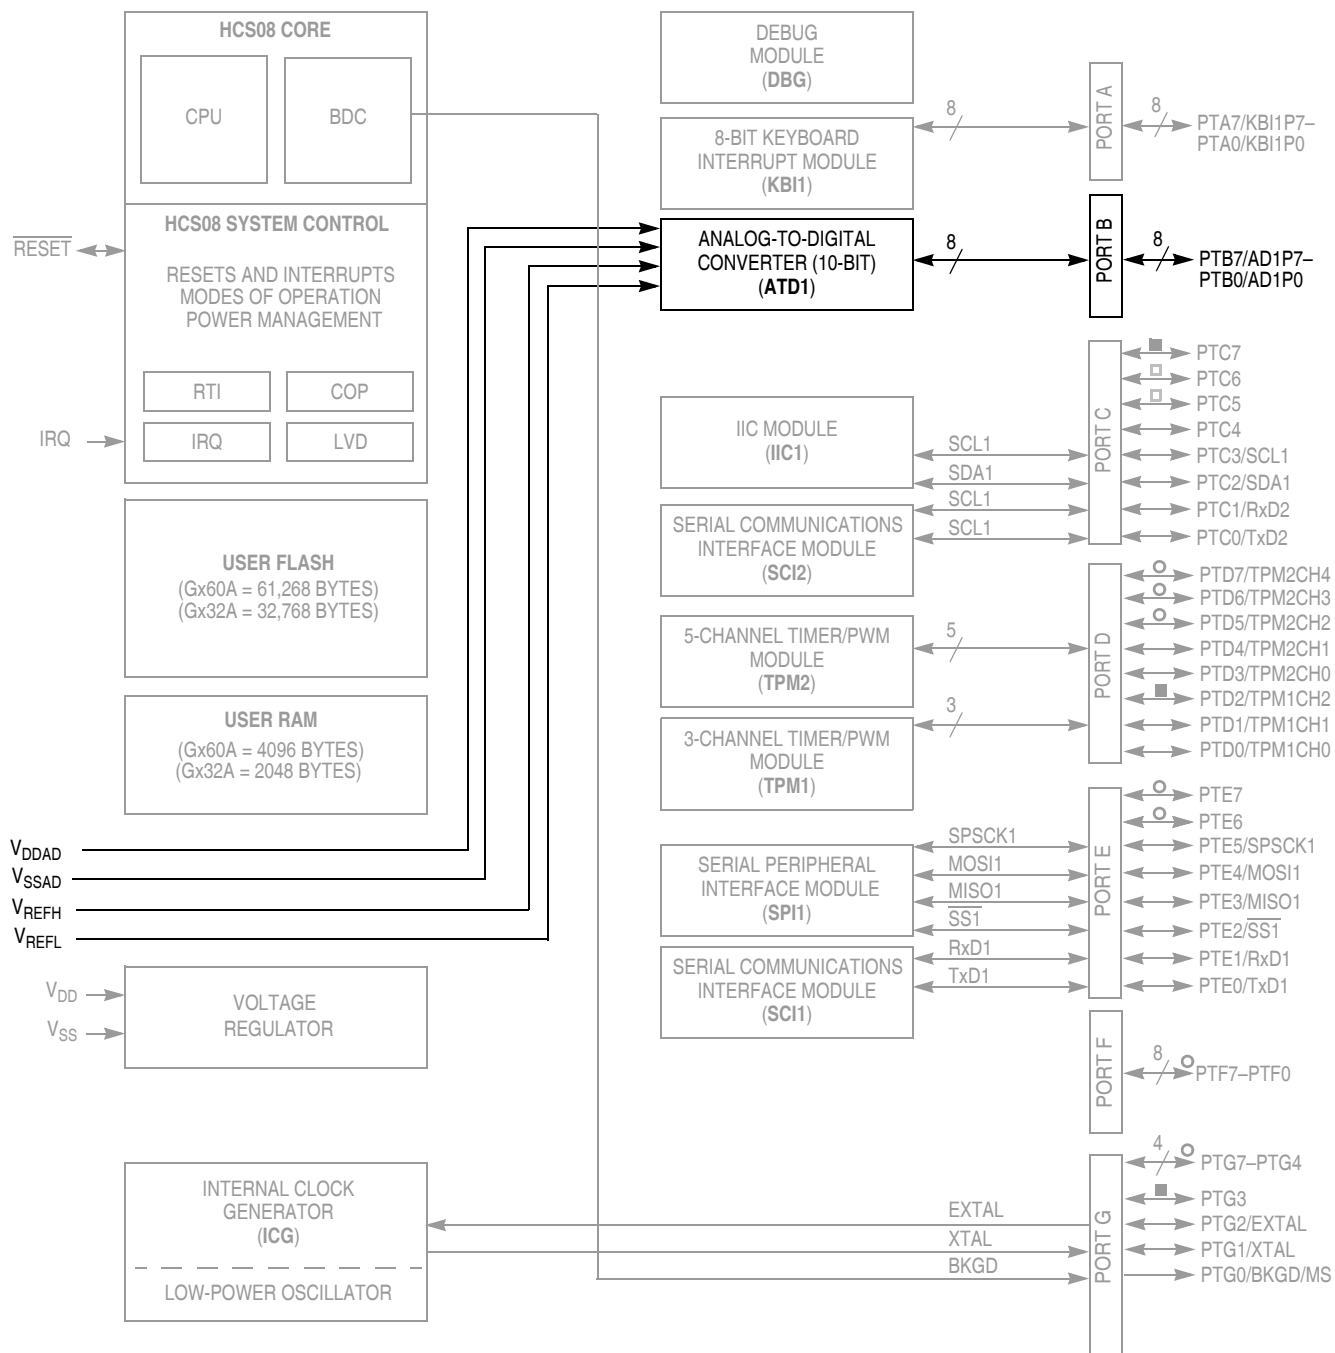 HCS08 CORE
CPU
BDC
HCS08 SYSTEM CONTROL
RESET
RESETS AND INTERRUPTS
MODES OF OPERATION
POWER MANAGEMENT
RTI
COP
IRQ
IRQ
LVD
USER FLASH
(Gx60A = 61,268 BYTES)
(Gx32A = 32,768 BYTES)
USER RAM
(Gx60A = 4096 BYTES)
(Gx32A = 2048 BYTES)
VDDAD
VSSAD
VREFH
VREFL
VDD
VSS
VOLTAGE
REGULATOR
INTERNAL CLOCK
GENERATOR
(ICG)
LOW-POWER OSCILLATOR
DEBUG
MODULE
(DBG)
8-BIT KEYBOARD
INTERRUPT MODULE
(KBI1)
8
PORT A
8
PTA7/KBI1P7–
PTA0/KBI1P0
ANALOG-TO-DIGITAL
CONVERTER (10-BIT)
(ATD1)
8
PORT B
8
PTB7/AD1P7–
PTB0/AD1P0
IIC MODULE
(IIC1)
SCL1
SDA1
SERIAL COMMUNICATIONS
INTERFACE MODULE
(SCI2)
SCL1
SCL1
PORT C
PTC7
PTC6
PTC5
PTC4
PTC3/SCL1
PTC2/SDA1
PTC1/RxD2
PTC0/TxD2
5-CHANNEL TIMER/PWM
MODULE
(TPM2)
5
3-CHANNEL TIMER/PWM
MODULE
(TPM1)
3
PORT D
PTD7/TPM2CH4
PTD6/TPM2CH3
PTD5/TPM2CH2
PTD4/TPM2CH1
PTD3/TPM2CH0
PTD2/TPM1CH2
PTD1/TPM1CH1
PTD0/TPM1CH0
SERIAL PERIPHERAL
INTERFACE MODULE
(SPI1)
SPSCK1
MOSI1
MISO1
SS1
SERIAL COMMUNICATIONS
INTERFACE MODULE
(SCI1)
RxD1
TxD1
PORT E
PTE7
PTE6
PTE5/SPSCK1
PTE4/MOSI1
PTE3/MISO1
PTE2/SS1
PTE1/RxD1
PTE0/TxD1
PORT F
8
PTF7–PTF0
EXTAL
XTAL
BKGD
PORT G
4
PTG7–PTG4
PTG3
PTG2/EXTAL
PTG1/XTAL
PTG0/BKGD/MS